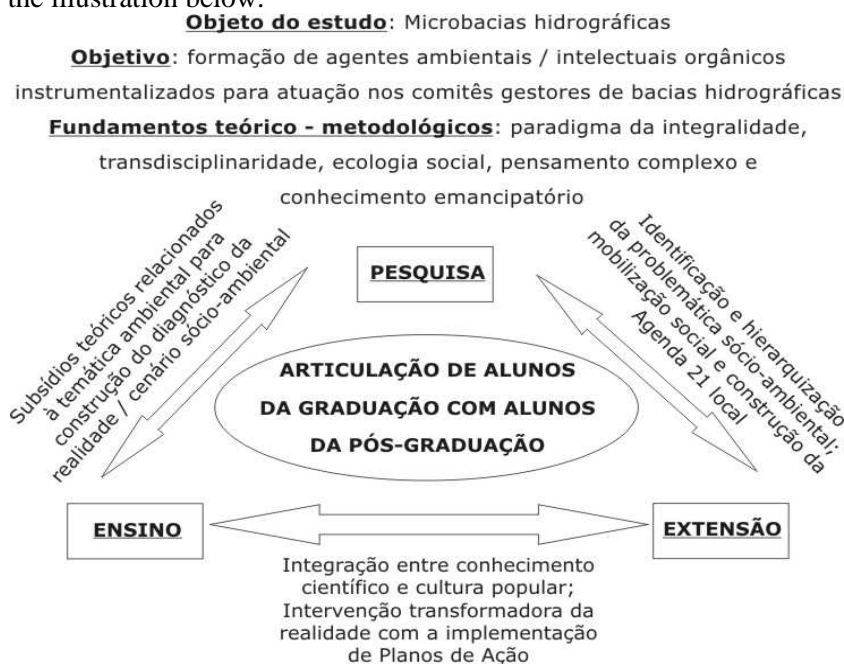 the illustration below.
Objeto do estudo: Microbacias hidrográficas
Objetivo: formação de agentes ambientais / intelectuais orgânicos
instrumentalizados para atuação nos comitês gestores de bacias hidrográficas
Fundamentos teórico - metodológicos: paradigma da integralidade,
transdisciplinaridade, ecologia social, pensamento complexo e
conhecimento emancipatório
Subsídios teóricos relacionados
à temática ambiental para
construção do diagnóstico da
realidade / cenário sócio-ambiental
PESQUISA
Identificação e hierarquização
da problemática sócio-ambiental;
mobilização social e construção da
Agenda 21 local
ARTICULAÇÃO DE ALUNOS
DA GRADUAÇÃO COM ALUNOS
DA PÓS-GRADUAÇÃO
ENSINO
EXTENSÃO
Integração entre conhecimento
científico e cultura popular;
Intervenção transformadora da
realidade com a implementação
de Planos de Ação